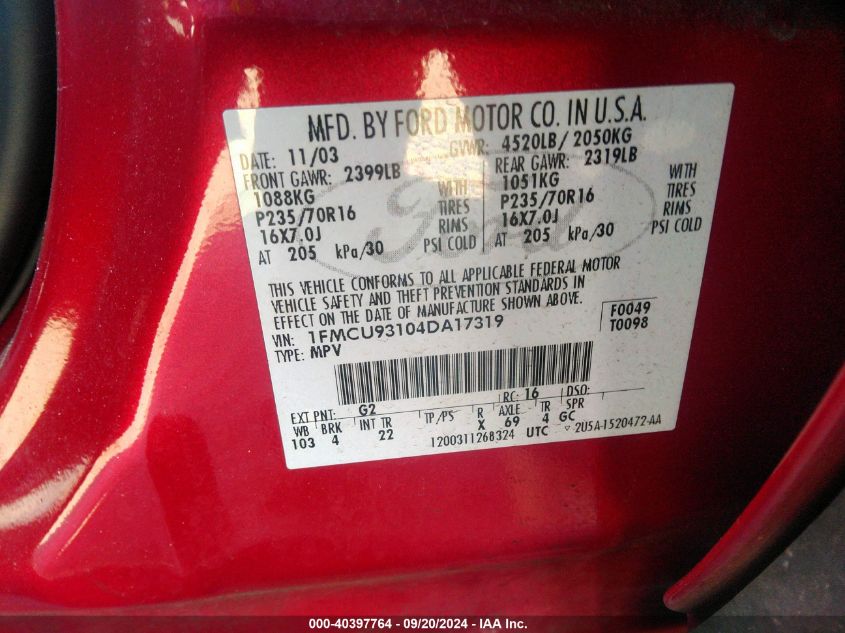 MFD. BY FORD MOTOR CO. IN U.S.A.
DATE: 11/03 GVWR: 4520LB/ 2050KG
FRONT GAWR: 2399LB REAR GAWR: 2319LB
1088KG WITH 1051KG WITH
P235/70R16 TIRES P235/70R16 TIRES
16X7.0J RIMS 16X7.0J RIMS
AT 205 kPa/30 PSI COLD AT 205 kPa/30 PSI COLD
Ford
THIS VEHICLE CONFORMS TO ALL APPLICABLE FEDERAL MOTOR
VEHICLE SAFETY AND THEFT PREVENTION STANDARDS IN
EFFECT ON THE DATE OF MANUFACTURE SHOWN ABOVE.
VIN: 1FMCU93104DA17319 F0049
TYPE: MPV T0098
EXT PNT: G2 RC: 16 DSO:
WB BRK INT TR TP/PS R AXLE TR SPR
103 4 22 X 69 4 GC
1200311268324 UTC 2U5A-1520472-AA
000-40397764 - 09/20/2024 - IAA Inc.